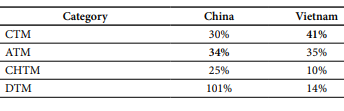 Category China Vietnam
CTM 30% 41%
ATM 34% 35%
CHTM 25% 10%
DTM 101% 14%